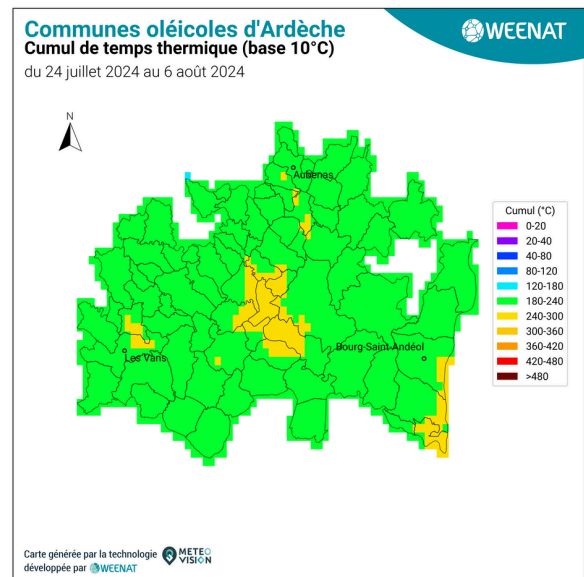 Communes oléicoles d'Ardèche
Cumul de temps thermique (base 10°C)
du 24 juillet 2024 au 6 août 2024
WEENAT
N
Aubenas
Les Vans
Bourg-Saint-Andéol
Cumul (°C)
0-20
20-40
40-80
80-120
120-180
180-240
240-300
300-360
360-420
420-480
>480
Carte générée par la technologie METEO VISION
développée par WEENAT